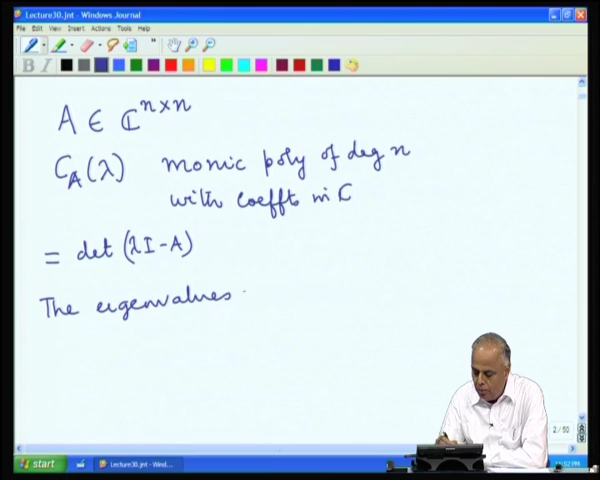 Lecture30.jnt - Windows Journal
File Edit View Insert Actions Tools Help
B I
A ∈ ℂ^{n×n}
C_A(λ) monic poly of deg n
with coeffts in ℂ
= det (λI - A)
The eigenvalues
2 / 50
start
Lecture30.jnt - Wind...